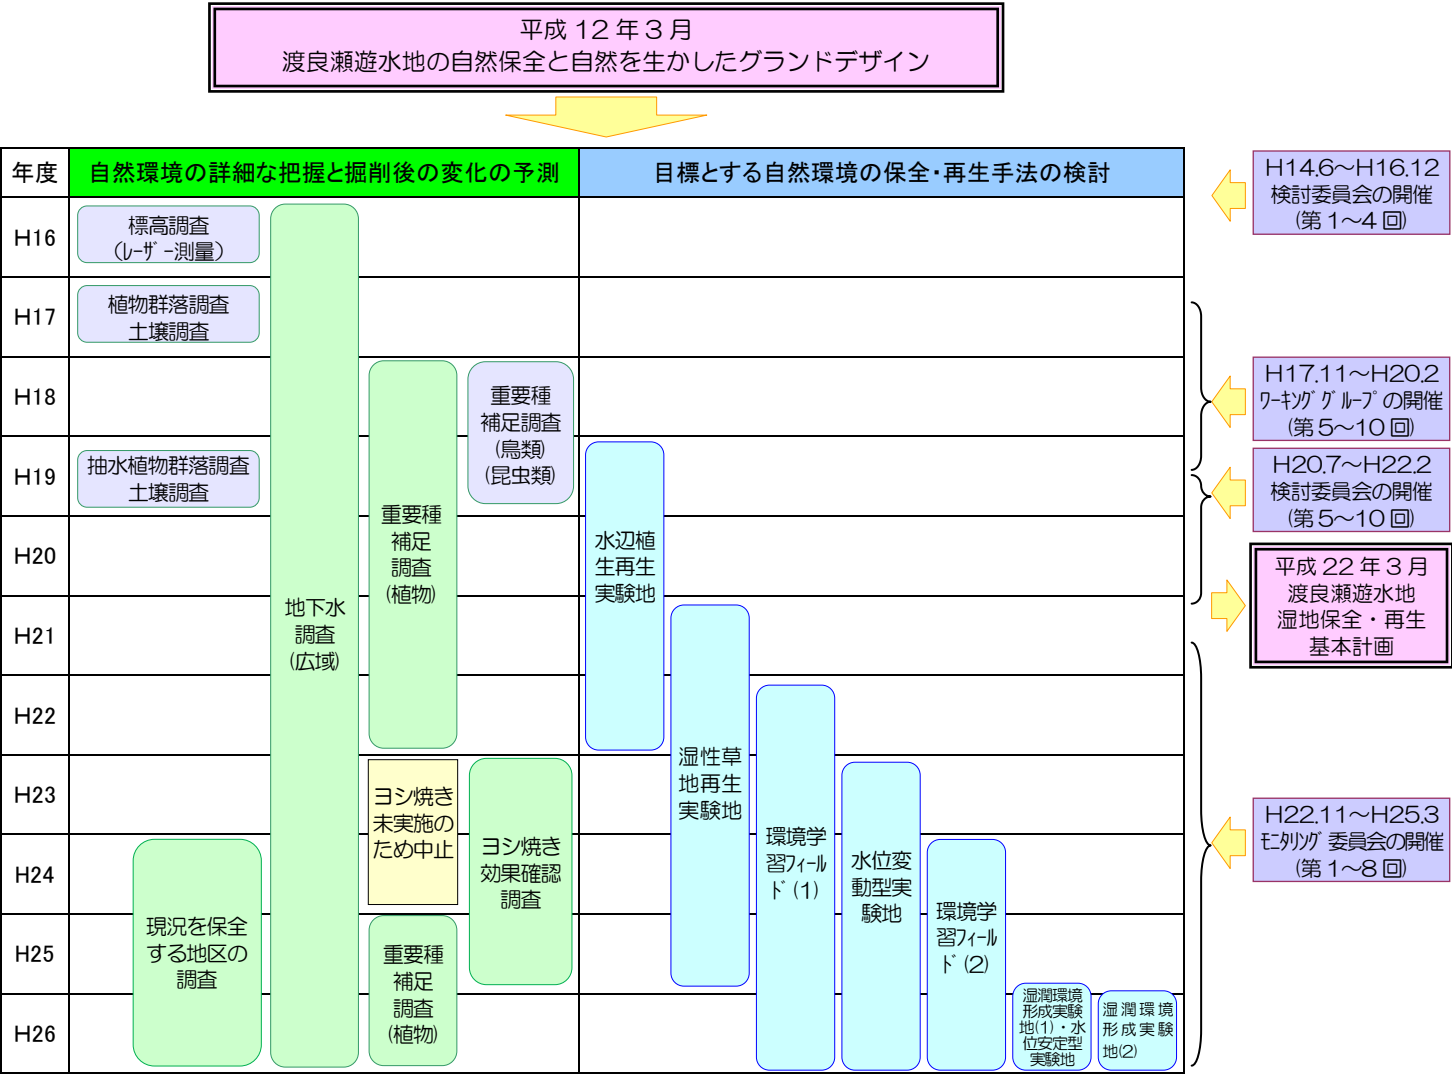 平成 12 年 3 月
渡良瀬遊水地の自然保全と自然を生かしたグランドデザイン
年度
自然環境の詳細な把握と掘削後の変化の予測
目標とする自然環境の保全・再生手法の検討
H16
H17
H18
H19
H20
H21
H22
H23
H24
H25
H26
標高調査
(ﾚｰｻﾞｰ測量)
植物群落調査
土壌調査
抽水植物群落調査
土壌調査
現況を保全
する地区の
調査
地下水
調査
(広域)
重要種
補足
調査
(植物)
ヨシ焼き
未実施の
ため中止
重要種
補足
調査
(植物)
重要種
補足調査
(鳥類)
(昆虫類)
ヨシ焼き
効果確認
調査
水辺植
生再生
実験地
湿性草
地再生
実験地
環境学
習ﾌｨｰﾙ
ﾄﾞ(1)
水位変
動型実
験地
環境学
習ﾌｨｰﾙ
ﾄﾞ(2)
湿潤環境
形成実験
地(1)・水
位安定型
実験地
湿潤環境
形成実験
地(2)
H14.6～H16.12
検討委員会の開催
(第 1～4 回)
H17.11～H20.2
ﾜｰｷﾝｸﾞｸﾞﾙｰﾌﾟの開催
(第 5～10 回)
H20.7～H22.2
検討委員会の開催
(第 5～10 回)
平成 22 年 3 月
渡良瀬遊水地
湿地保全・再生
基本計画
H22.11～H25.3
ﾓﾆﾀﾘﾝｸﾞ委員会の開催
(第 1～8 回)